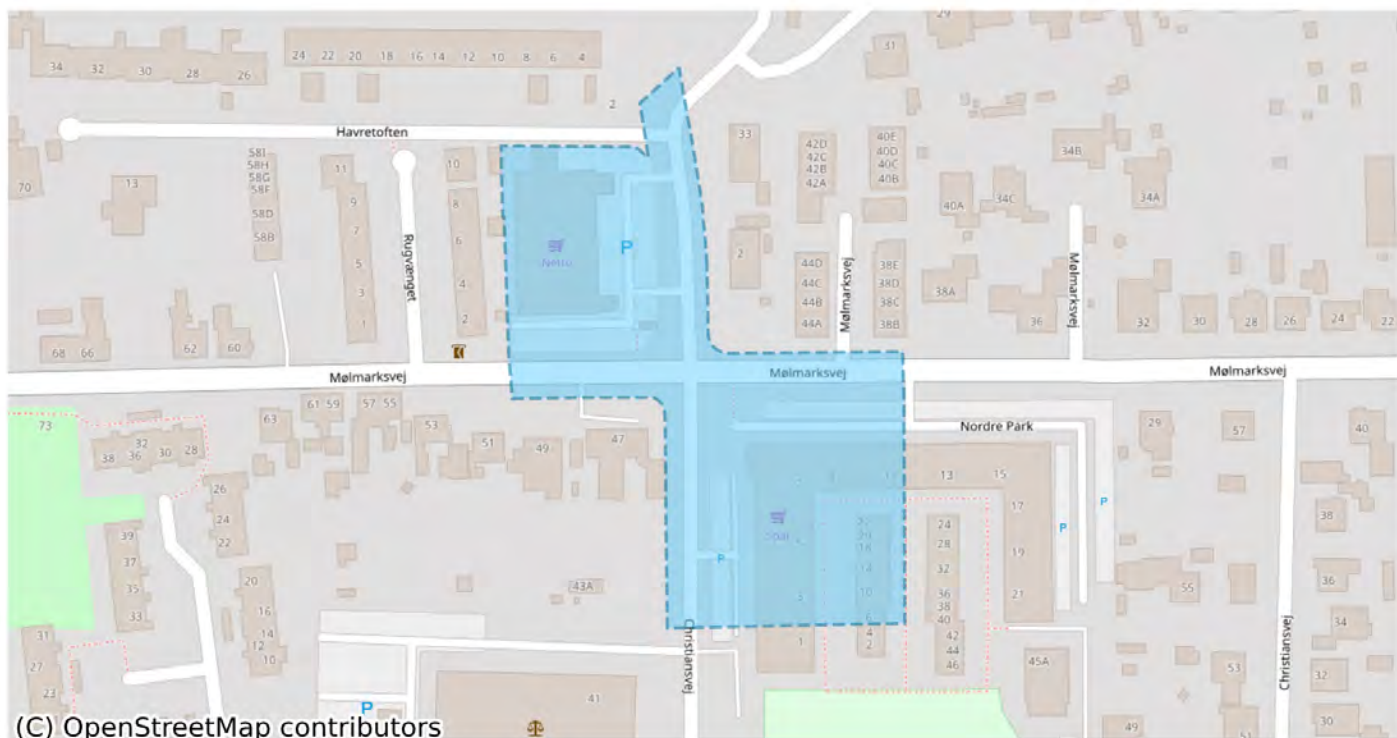 29
31
34 32 30 28 26
24 22 20 18 16 14 12 10 8 6 4
2
Havretoften
33
42D
42C
42B
42A
40E
40D
40C
40B
34B
34C
34A
40A
70
13
58I
58H
58G
58F
58D
58B
11
9
7
5
3
1
10
8
6
4
2
Rugvænget
Netto
P
2
44D
44C
44B
44A
Mølmarksvej
38E
38D
38C
38B
38A
36
Mølmarksvej
32 30 28 26 24 22
68 66 62 60
Mølmarksvej
Mølmarksvej
Mølmarksvej
73
61 59 57 55
63 53 51 49 47
Nordre Park
29 57 40
38 36 32 30 28
26
24
22
13 15
17
19
21
P
P
39
37
35
33
20
16
14
12
10
43A
P
14
10
3
1
4
2
24
28
32
36
38
40
42
44
46
55
38
36
34
32
30
31
27
23
45A
53
49
51
Christiansvej
Christiansvej
P
41
(C) OpenStreetMap contributors